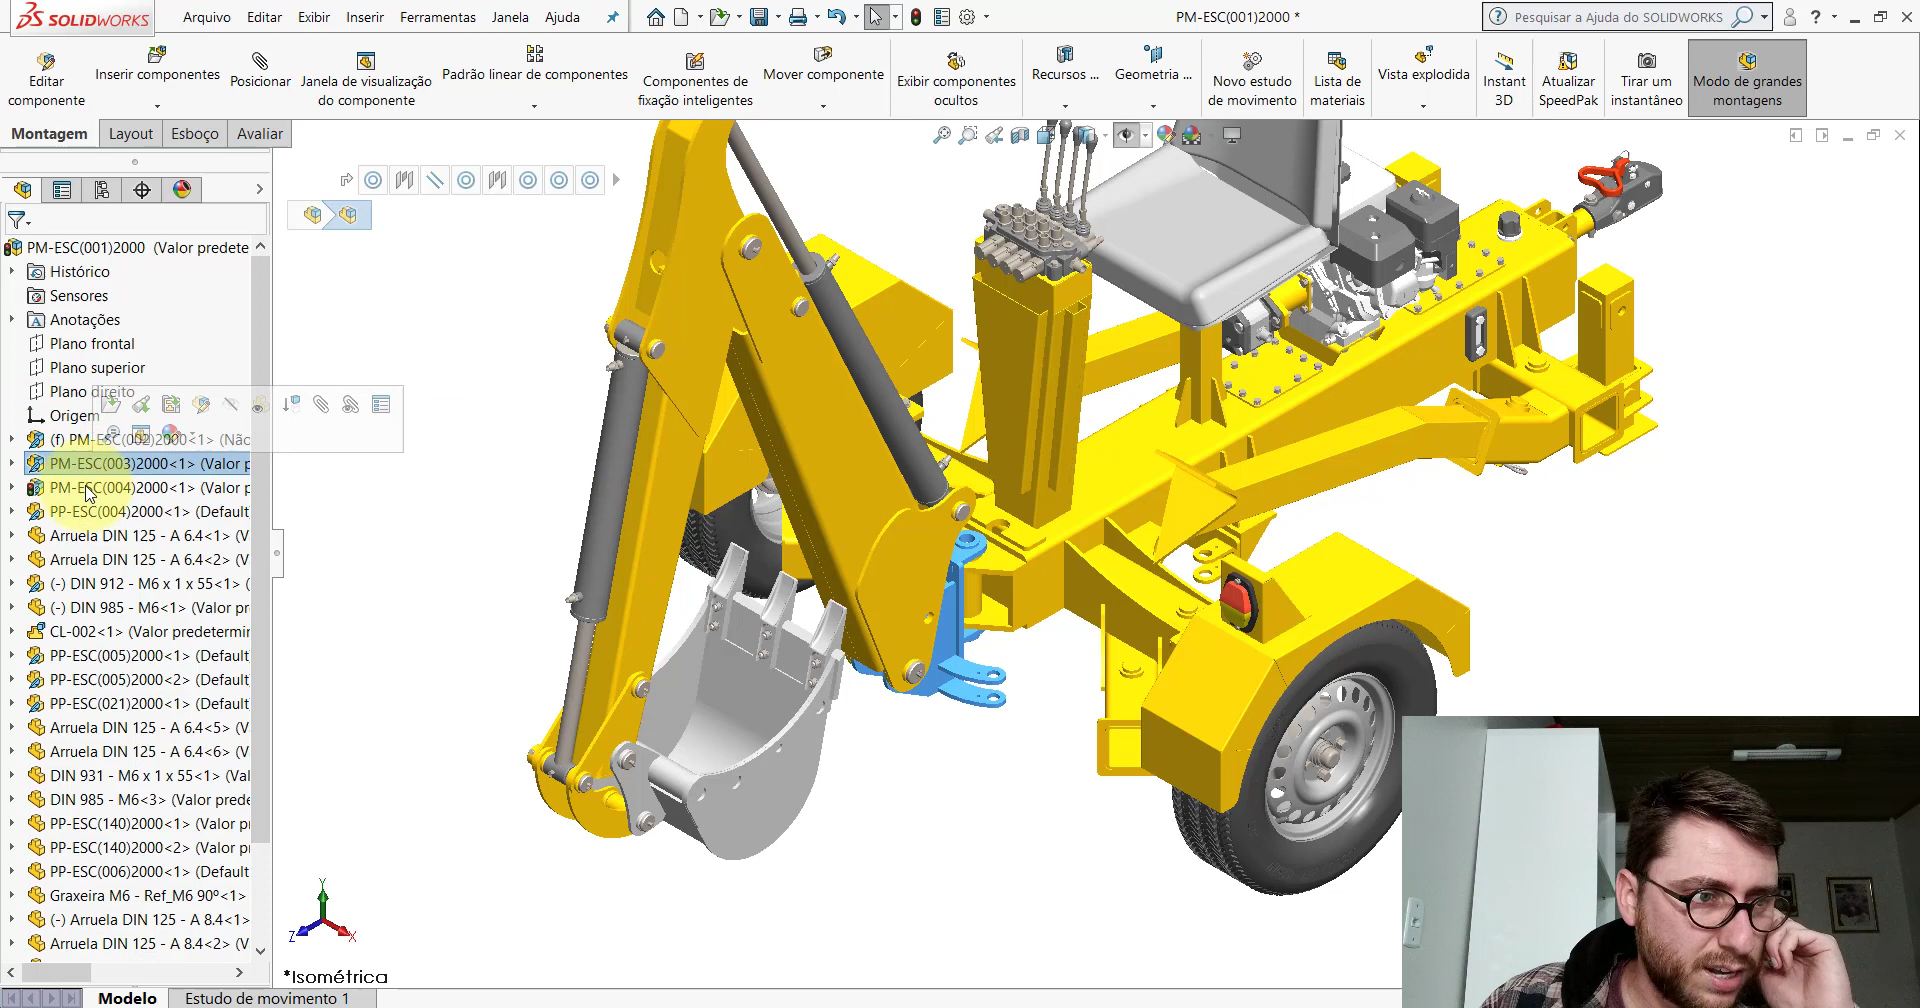 SOLIDWORKS
Arquivo Editar Exibir Inserir Ferramentas Janela Ajuda
PM-ESC(001)2000 *
Pesquisar a Ajuda do SOLIDWORKS
Editar componente
Inserir componentes
Posicionar
Janela de visualização do componente
Padrão linear de componentes
Componentes de fixação inteligentes
Mover componente
Exibir componentes ocultos
Recursos ...
Geometria ...
Novo estudo de movimento
Lista de materiais
Vista explodida
Instant 3D
Atualizar SpeedPak
Tirar um instantâneo
Modo de grandes montagens
Montagem Layout Esboço Avaliar
PM-ESC(001)2000 (Valor predete
Histórico
Sensores
Anotações
Plano frontal
Plano superior
Plano direito
Origem
(f) PM-ESC(002)2000<1> (Não
PM-ESC(003)2000<1> (Valor p
PM-ESC(004)2000<1> (Valor p
PP-ESC(004)2000<1> (Default
Arruela DIN 125 - A 6.4<1> (V
Arruela DIN 125 - A 6.4<2> (V
(-) DIN 912 - M6 x 1 x 55<1> (
(-) DIN 985 - M6<1> (Valor pr
CL-002<1> (Valor predetermir
PP-ESC(005)2000<1> (Default
PP-ESC(005)2000<2> (Default
PP-ESC(021)2000<1> (Default
Arruela DIN 125 - A 6.4<5> (V
Arruela DIN 125 - A 6.4<6> (V
DIN 931 - M6 x 1 x 55<1> (Val
DIN 985 - M6<3> (Valor prede
PP-ESC(140)2000<1> (Valor pr
PP-ESC(140)2000<2> (Valor pr
PP-ESC(006)2000<1> (Default
Graxeira M6 - Ref_M6 90º<1>
(-) Arruela DIN 125 - A 8.4<1>
Arruela DIN 125 - A 8.4<2> (V
Y
Z
X
*Isométrica
Modelo Estudo de movimento 1